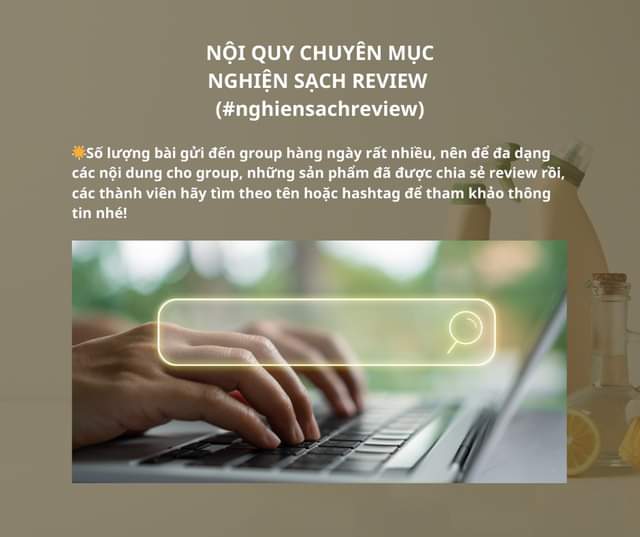 NỘI QUY CHUYÊN MỤC
NGHIỆN SẠCH REVIEW
(#nghiensachreview)
Số lượng bài gửi đến group hàng ngày rất nhiều, nên để đa dạng
các nội dung cho group, những sản phẩm đã được chia sẻ review rồi,
các thành viên hãy tìm theo tên hoặc hashtag để tham khảo thông
tin nhé!